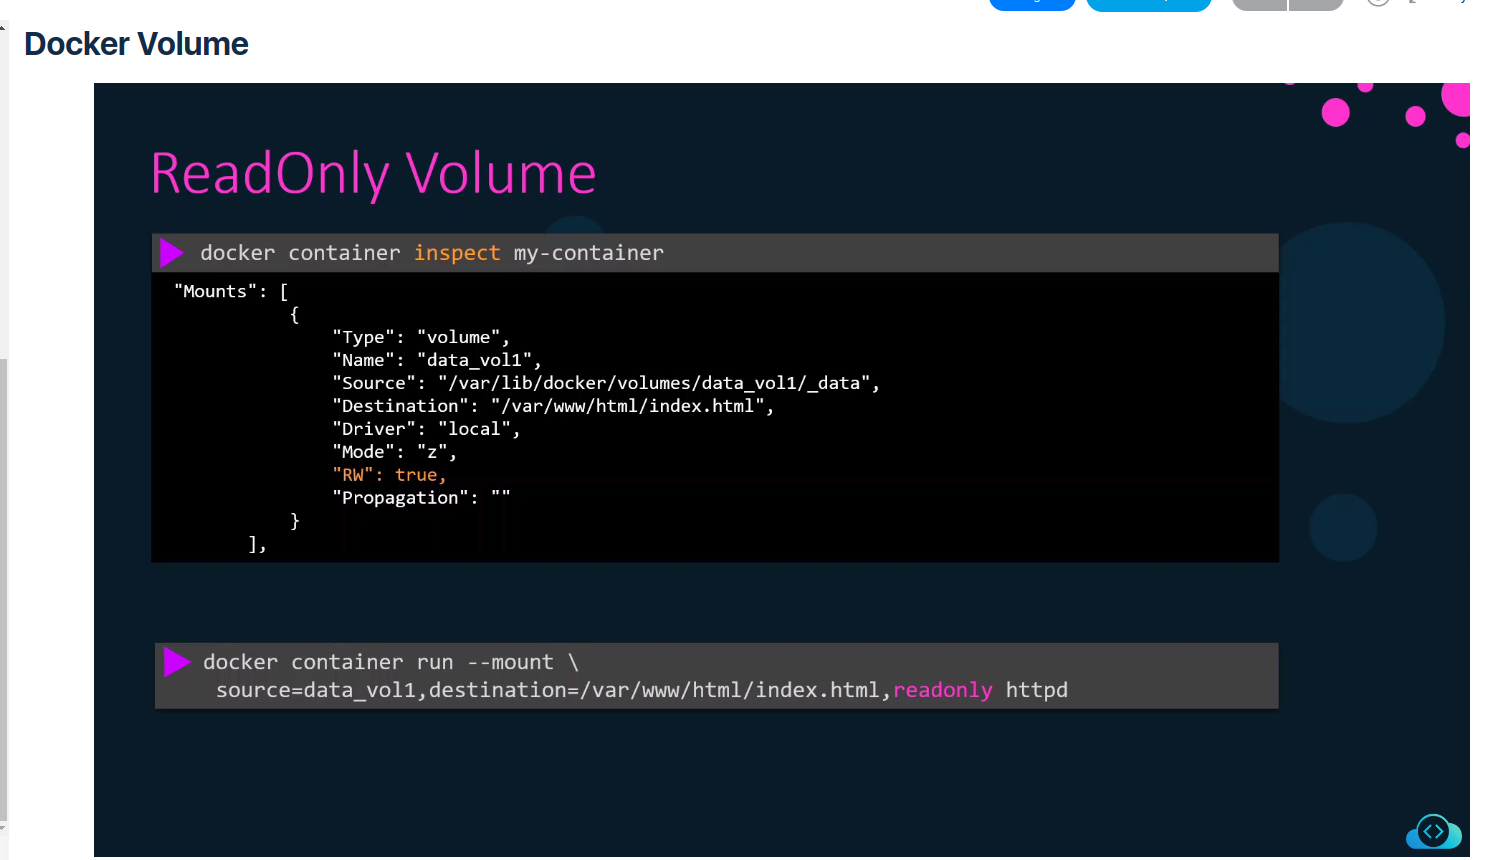 Docker Volume
ReadOnly Volume
docker container inspect my-container
"Mounts": [
{
"Type": "volume",
"Name": "data_vol1",
"Source": "/var/lib/docker/volumes/data_vol1/_data",
"Destination": "/var/www/html/index.html",
"Driver": "local",
"Mode": "z",
"RW": true,
"Propagation": ""
}
],
docker container run --mount \
source=data_vol1,destination=/var/www/html/index.html,readonly httpd